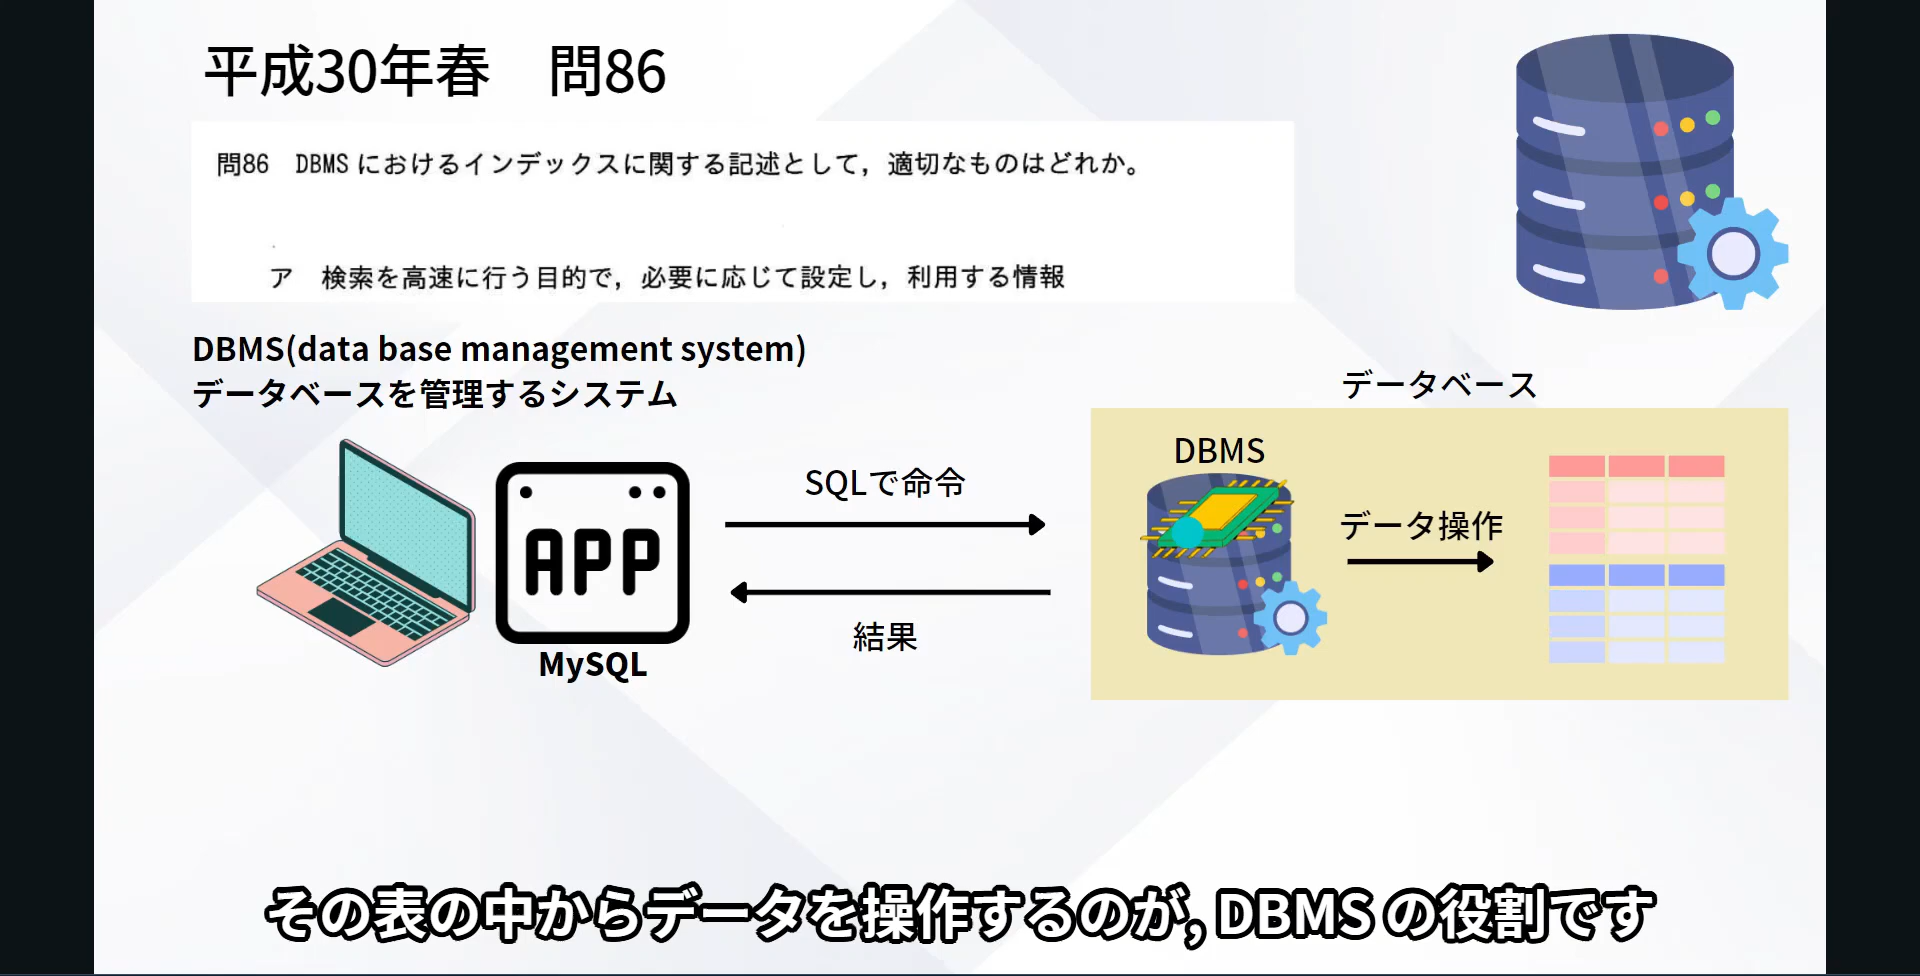 平成30年春　問86
問86　DBMSにおけるインデックスに関する記述として，適切なものはどれか。
ア　検索を高速に行う目的で，必要に応じて設定し，利用する情報
DBMS(data base management system)
データベースを管理するシステム
データベース
DBMS
SQLで命令
データ操作
APP
結果
MySQL
その表の中からデータを操作するのが,DBMSの役割です